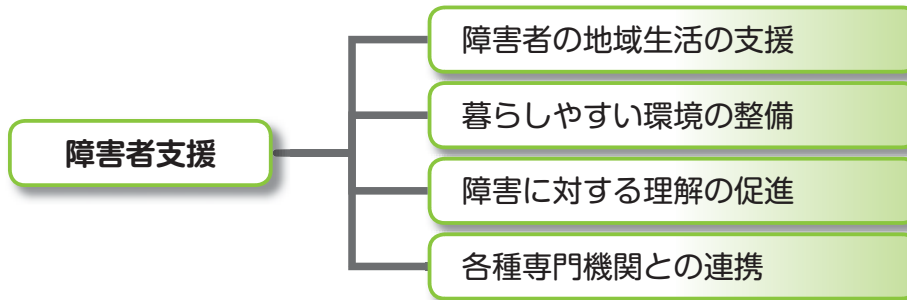 障害者支援
障害者の地域生活の支援
暮らしやすい環境の整備
障害に対する理解の促進
各種専門機関との連携